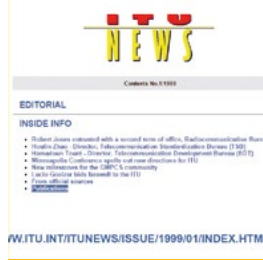 ITU
NEWS
Contents No.1/1999
EDITORIAL
INSIDE INFO
Robert Jones entrusted with a second term of office, Radiocommunication Bure
Houlin Zhao - Director, Telecommunication Standardization Bureau (TSB)
Hamadoun Touré - Director, Telecommunication Development Bureau (BDT)
Minneapolis Conference spells out new directions for ITU
New milestones for the GMPCS community
bids farewell to the ITU
From official sources
Publications
W.ITU.INT/ITUNEWS/ISSUE/1999/01/INDEX.HTM